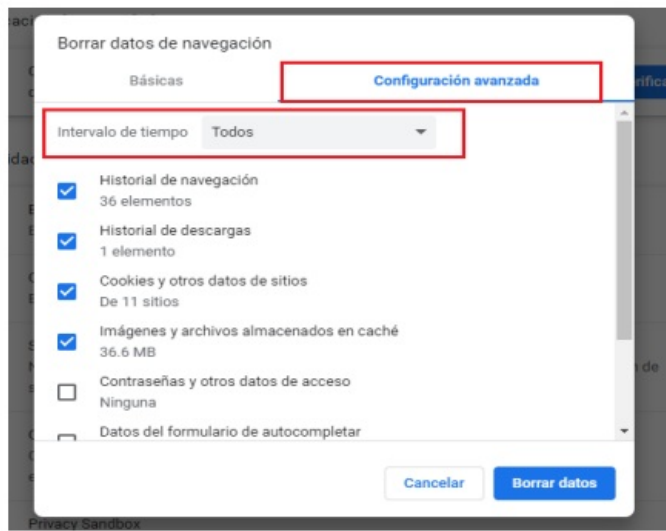 Borrar datos de navegación
Básicas Configuración avanzada
Intervalo de tiempo Todos
Historial de navegación
36 elementos
Historial de descargas
1 elemento
Cookies y otros datos de sitios
De 11 sitios
Imágenes y archivos almacenados en caché
36.6 MB
Contraseñas y otros datos de acceso
Ninguna
Datos del formulario de autocompletar
Cancelar Borrar datos
Privacy Sandbox